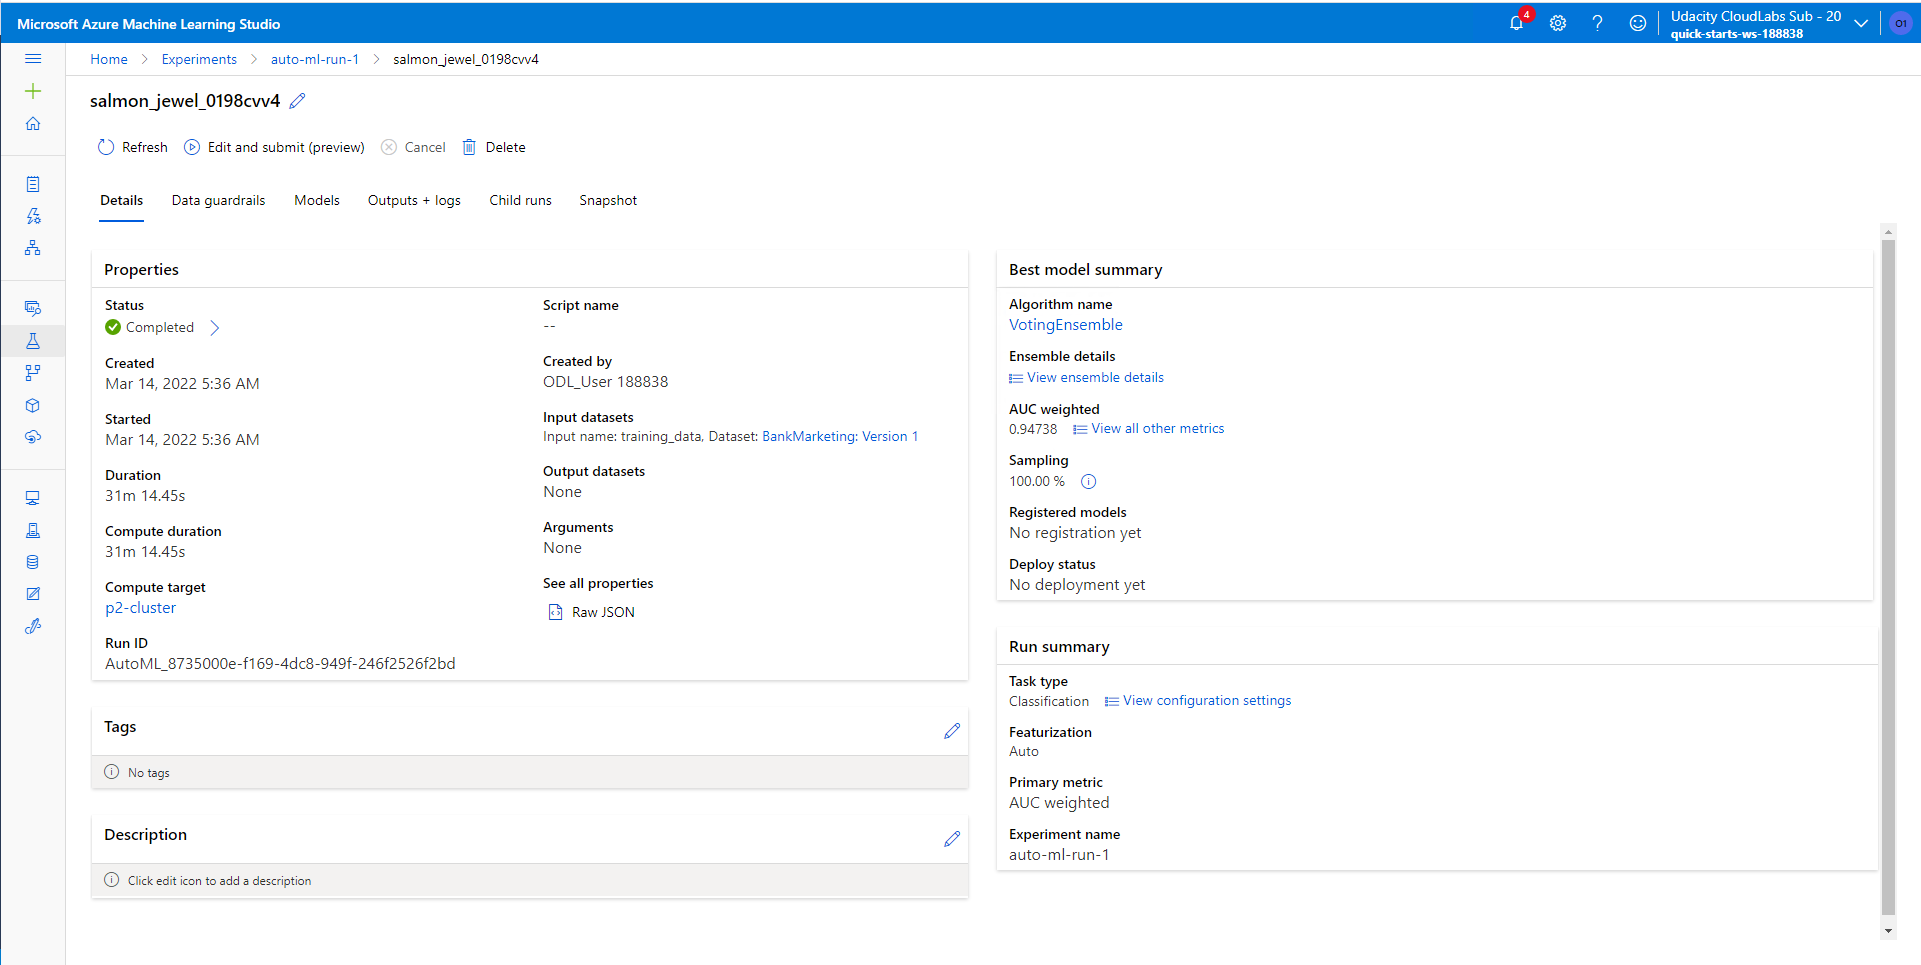 Microsoft Azure Machine Learning Studio
4
Udacity CloudLabs Sub - 20
quick-starts-ws-188838
O1
Home > Experiments > auto-ml-run-1 > salmon_jewel_0198cvv4
salmon_jewel_0198cvv4
Refresh Edit and submit (preview) Cancel Delete
Details Data guardrails Models Outputs + logs Child runs Snapshot
Properties
Status
Completed
Created
Mar 14, 2022 5:36 AM
Started
Mar 14, 2022 5:36 AM
Duration
31m 14.45s
Compute duration
31m 14.45s
Compute target
p2-cluster
Run ID
AutoML_8735000e-f169-4dc8-949f-246f2526f2bd
Script name
--
Created by
ODL_User 188838
Input datasets
Input name: training_data, Dataset: BankMarketing: Version 1
Output datasets
None
Arguments
None
See all properties
Raw JSON
Tags
No tags
Description
Click edit icon to add a description
Best model summary
Algorithm name
VotingEnsemble
Ensemble details
View ensemble details
AUC weighted
0.94738 View all other metrics
Sampling
100.00 %
Registered models
No registration yet
Deploy status
No deployment yet
Run summary
Task type
Classification View configuration settings
Featurization
Auto
Primary metric
AUC weighted
Experiment name
auto-ml-run-1